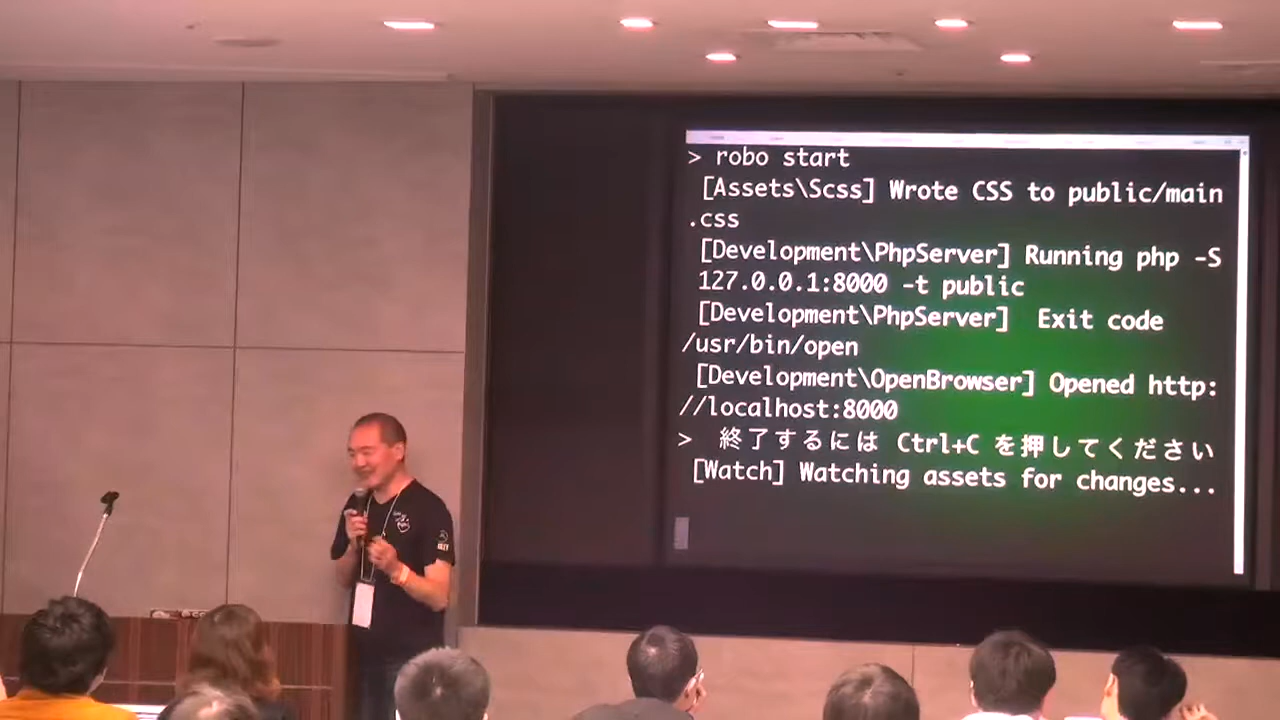 > robo start
[Assets\Scss] Wrote CSS to public/main
.css
[Development\PhpServer] Running php -S
127.0.0.1:8000 -t public
[Development\PhpServer]  Exit code
/usr/bin/open
[Development\OpenBrowser] Opened http:
//localhost:8000
>  終了するには Ctrl+C を押してください
[Watch] Watching assets for changes...